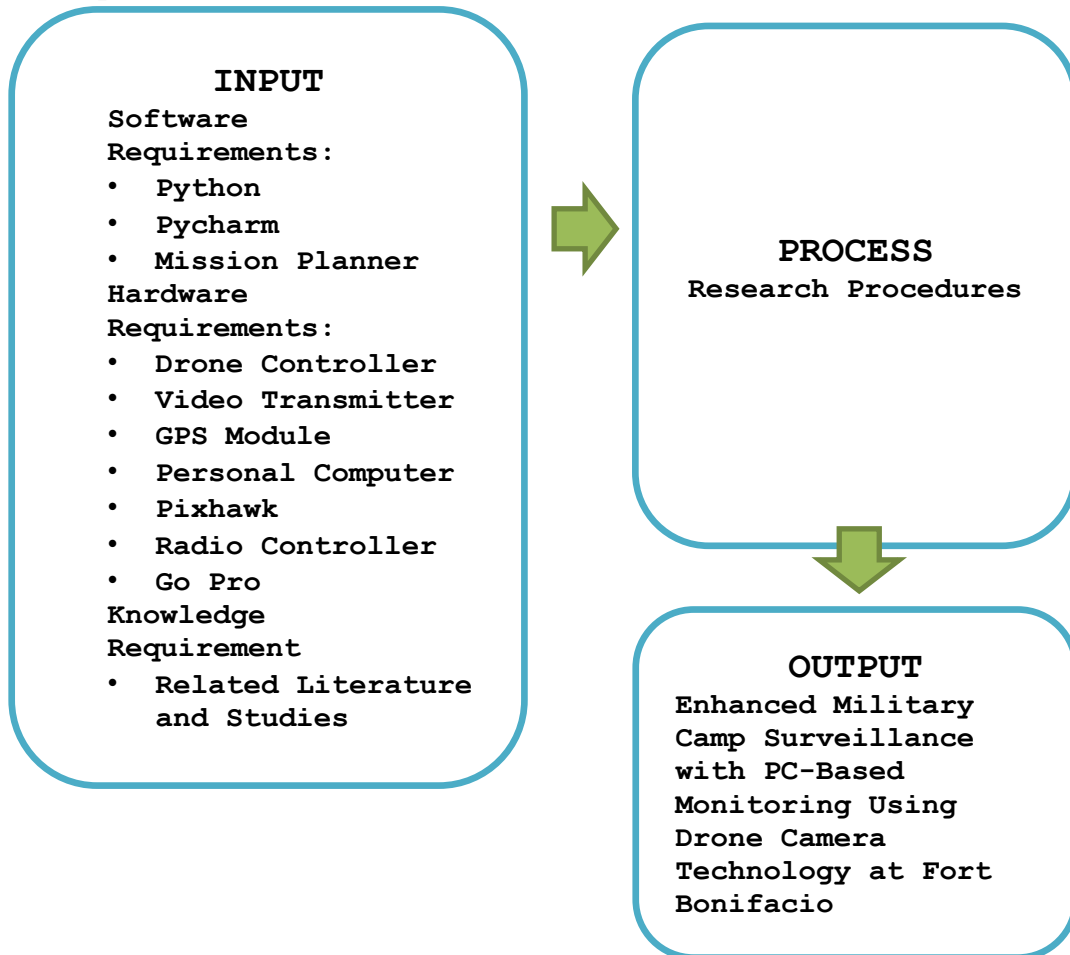 INPUT
Software
Requirements:
• Python
• Pycharm
• Mission Planner
Hardware
Requirements:
• Drone Controller
• Video Transmitter
• GPS Module
• Personal Computer
• Pixhawk
• Radio Controller
• Go Pro
Knowledge
Requirement
• Related Literature
and Studies
PROCESS
Research Procedures
OUTPUT
Enhanced Military
Camp Surveillance
with PC-Based
Monitoring Using
Drone Camera
Technology at Fort
Bonifacio